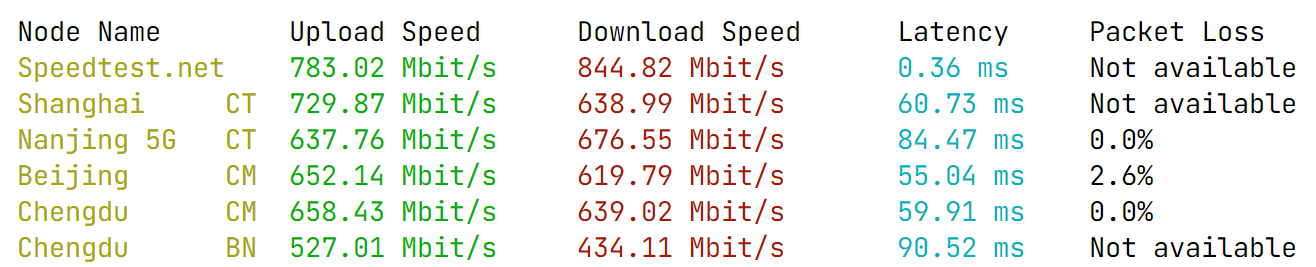 Node Name Upload Speed Download Speed Latency Packet Loss
Speedtest.net 783.02 Mbit/s 844.82 Mbit/s 0.36 ms Not available
Shanghai CT 729.87 Mbit/s 638.99 Mbit/s 60.73 ms Not available
Nanjing 5G CT 637.76 Mbit/s 676.55 Mbit/s 84.47 ms 0.0%
Beijing CM 652.14 Mbit/s 619.79 Mbit/s 55.04 ms 2.6%
Chengdu CM 658.43 Mbit/s 639.02 Mbit/s 59.91 ms 0.0%
Chengdu BN 527.01 Mbit/s 434.11 Mbit/s 90.52 ms Not available